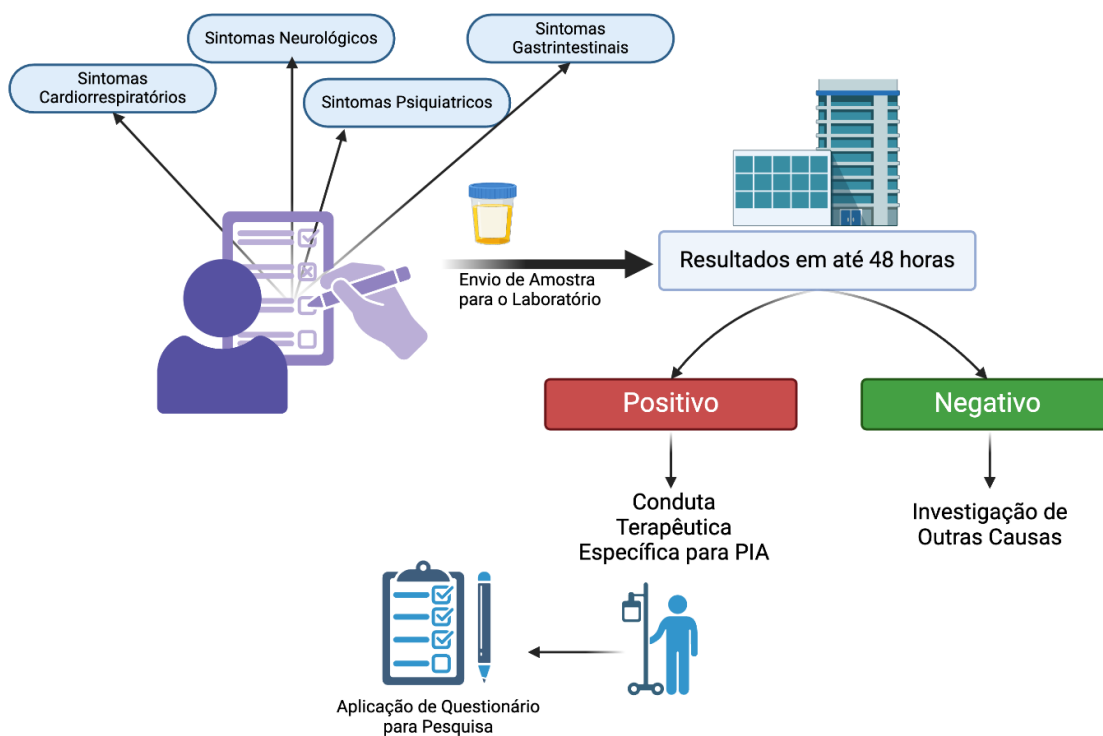 Sintomas Neurológicos
Sintomas
Gastrintestinais
Sintomas
Cardiorrespiratórios
Sintomas Psiquiatricos
Envio de Amostra
para o Laboratório
Resultados em até 48 horas
Positivo
Negativo
Conduta
Terapêutica
Específica para PIA
Investigação de
Outras Causas
Aplicação de Questionário
para Pesquisa